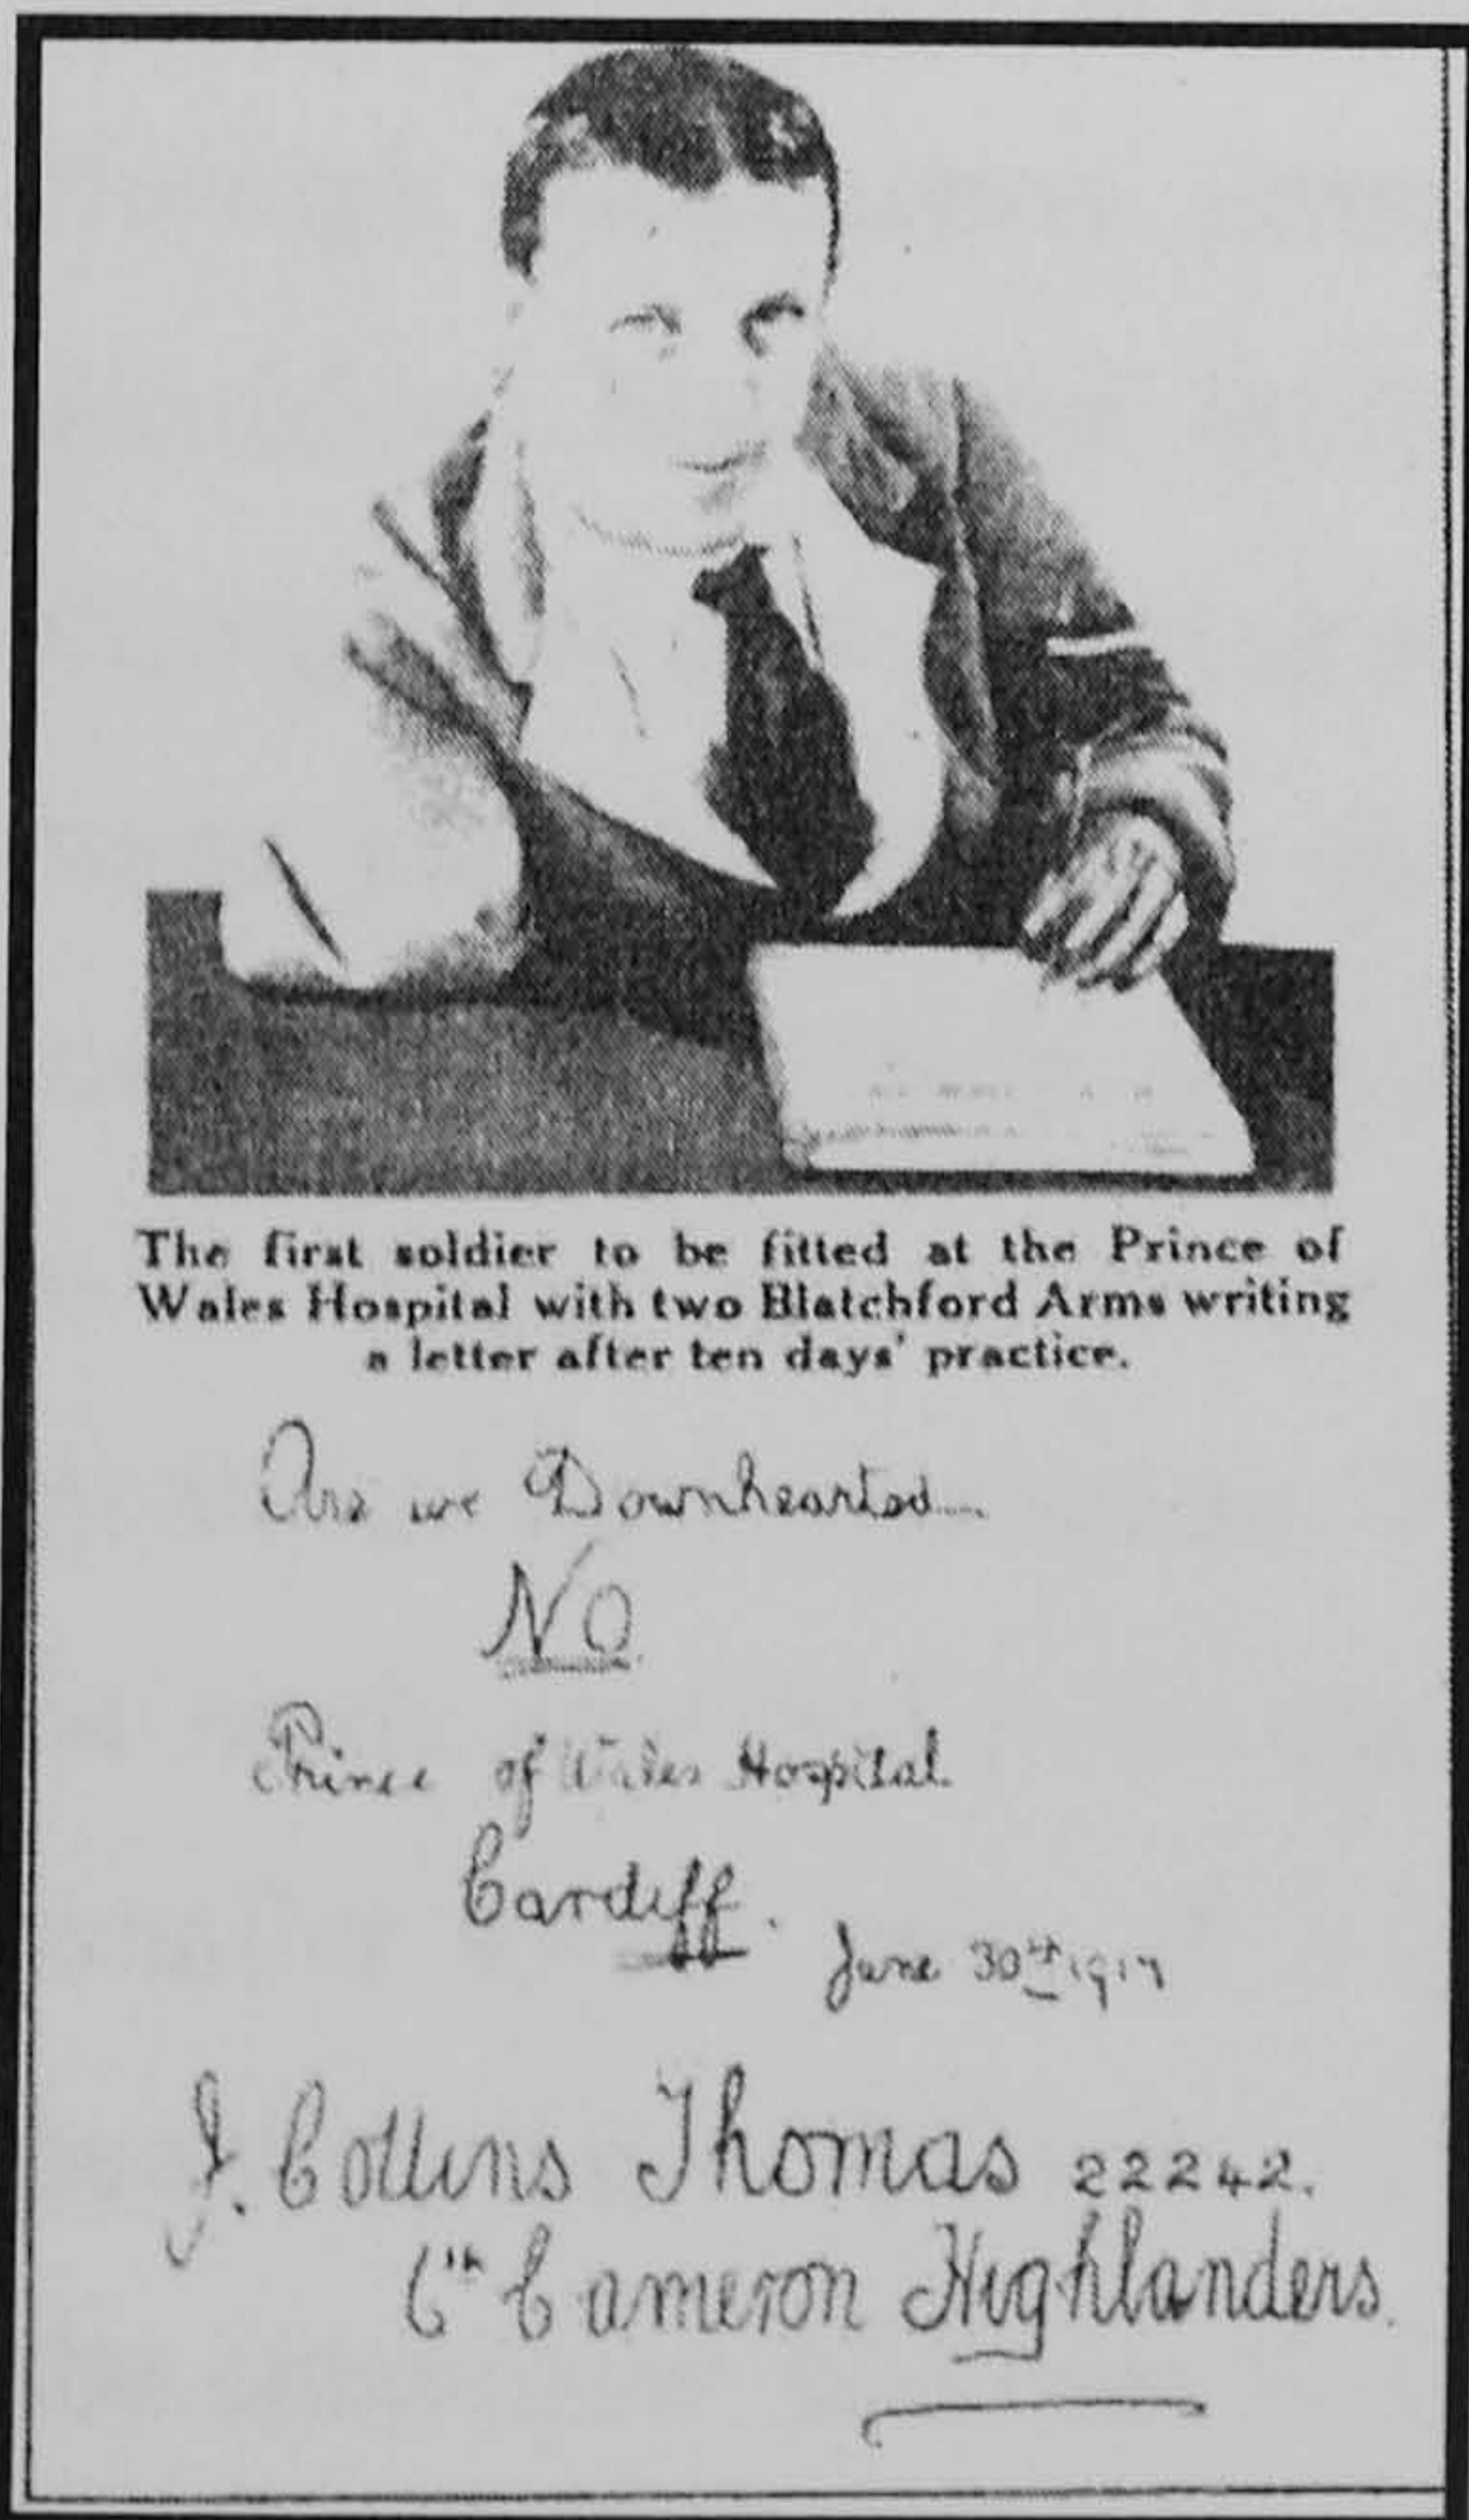 The first soldier to be fitted at the Prince of
Wales Hospital with two Blatchford Arms writing
a letter after ten days' practice.
Are we Downhearted
NO
Prince of Wales Hospital.
Cardiff.
June 30th 1917
J. Collins Thomas 22242.
6th Cameron Highlanders.